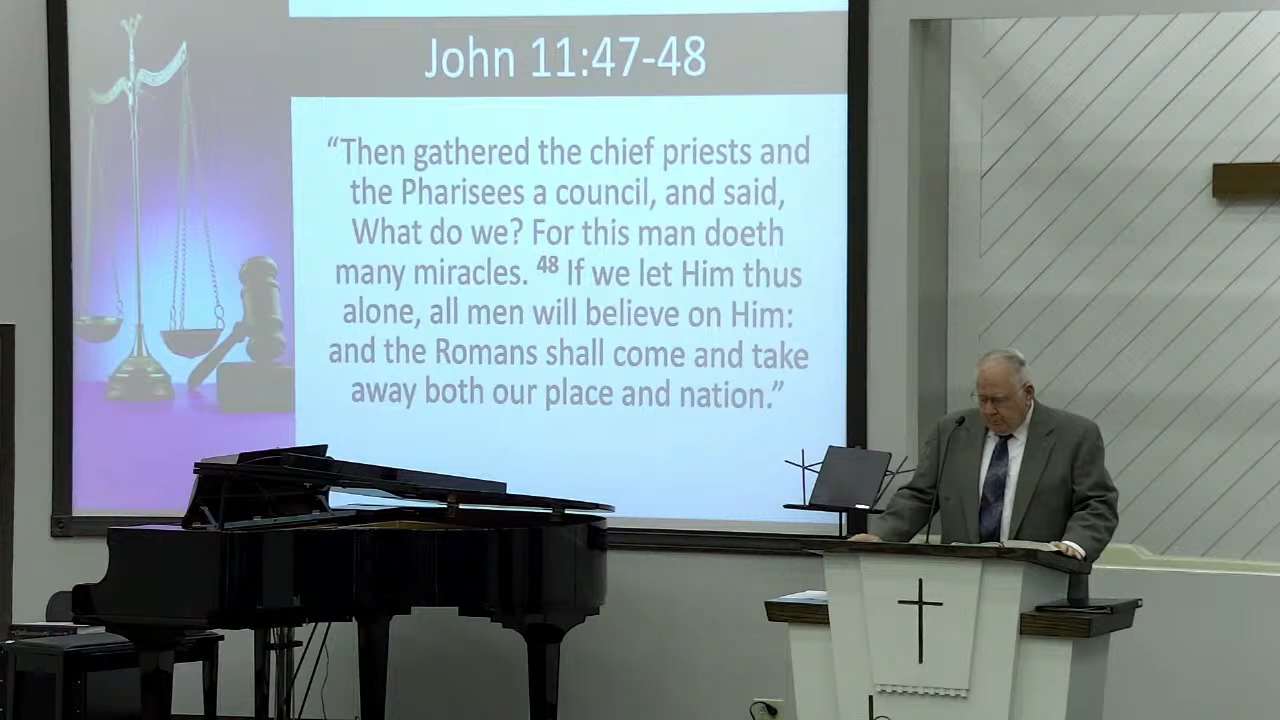 John 11:47-48
“Then gathered the chief priests and
the Pharisees a council, and said,
What do we? For this man doeth
many miracles. 48 If we let Him thus
alone, all men will believe on Him:
and the Romans shall come and take
away both our place and nation.”